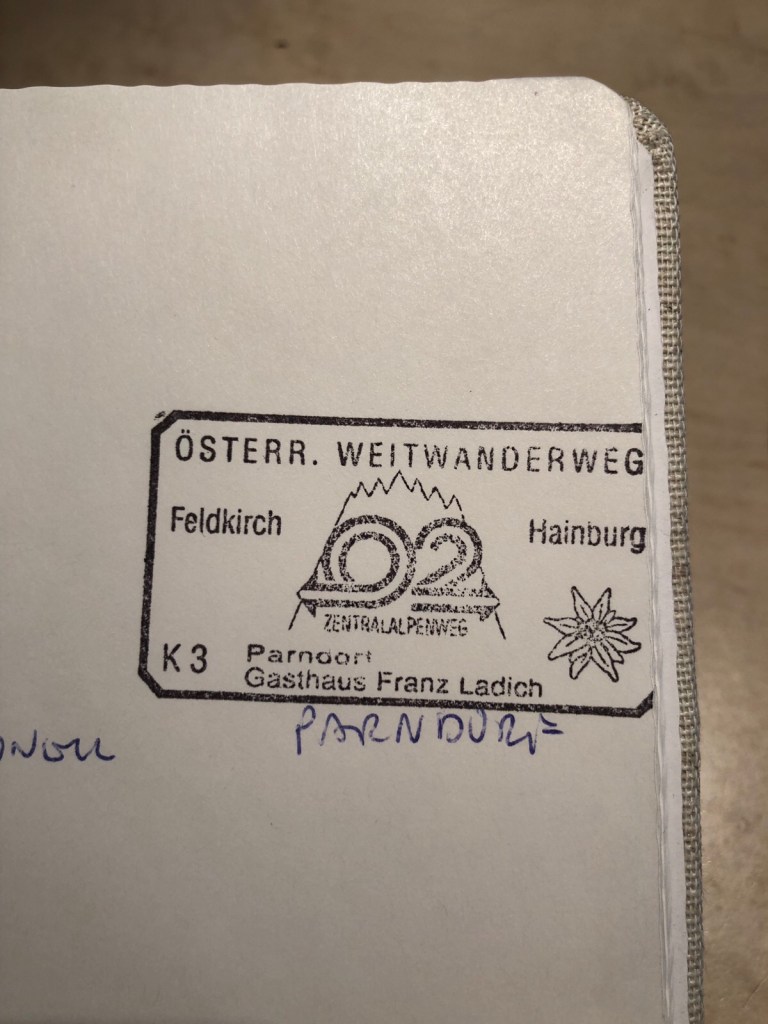 ÖSTERR. WEITWANDERWEG
Feldkirch
Hainburg
02
ZENTRALALPENWEG
K 3
Parndorf
Gasthaus Franz Ladich
PARNDORF